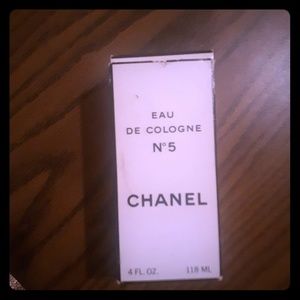 EAU
DE COLOGNE
N°5
CHANEL
4 FL. OZ. 118 ML